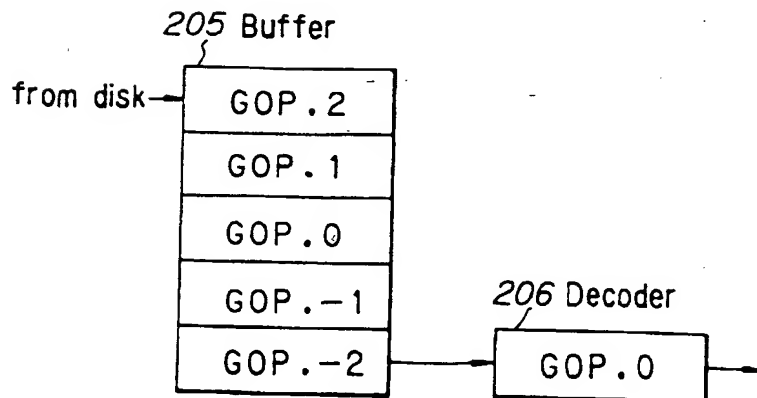 205 Buffer
from disk
GOP.2
GOP.1
GOP.0
GOP.-1
GOP.-2
206 Decoder
GOP.0